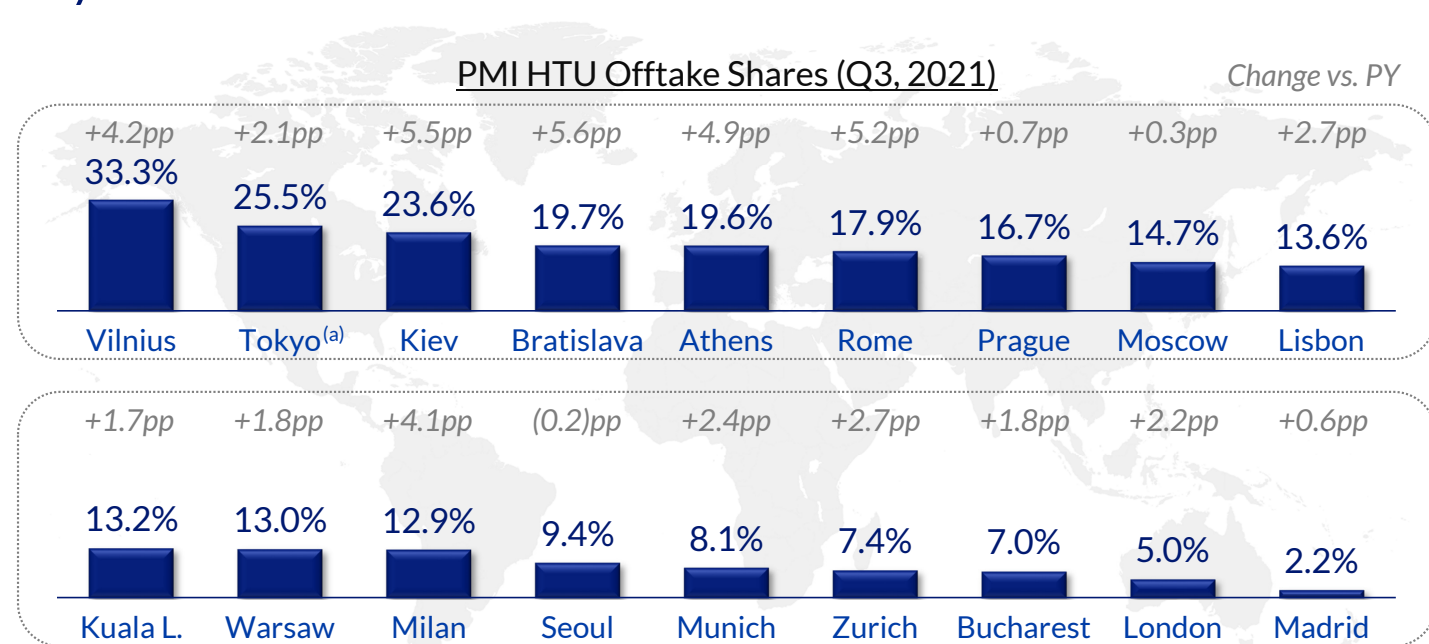 PMI HTU Offtake Shares (Q3, 2021)
Change vs. PY
+4.2pp +2.1pp +5.5pp +5.6pp +4.9pp +5.2pp +0.7pp +0.3pp +2.7pp
33.3% 25.5% 23.6% 19.7% 19.6% 17.9% 16.7% 14.7% 13.6%
Vilnius Tokyo(a) Kiev Bratislava Athens Rome Prague Moscow Lisbon
+1.7pp +1.8pp +4.1pp (0.2)pp +2.4pp +2.7pp +1.8pp +2.2pp +0.6pp
13.2% 13.0% 12.9% 9.4% 8.1% 7.4% 7.0% 5.0% 2.2%
Kuala L. Warsaw Milan Seoul Munich Zurich Bucharest London Madrid